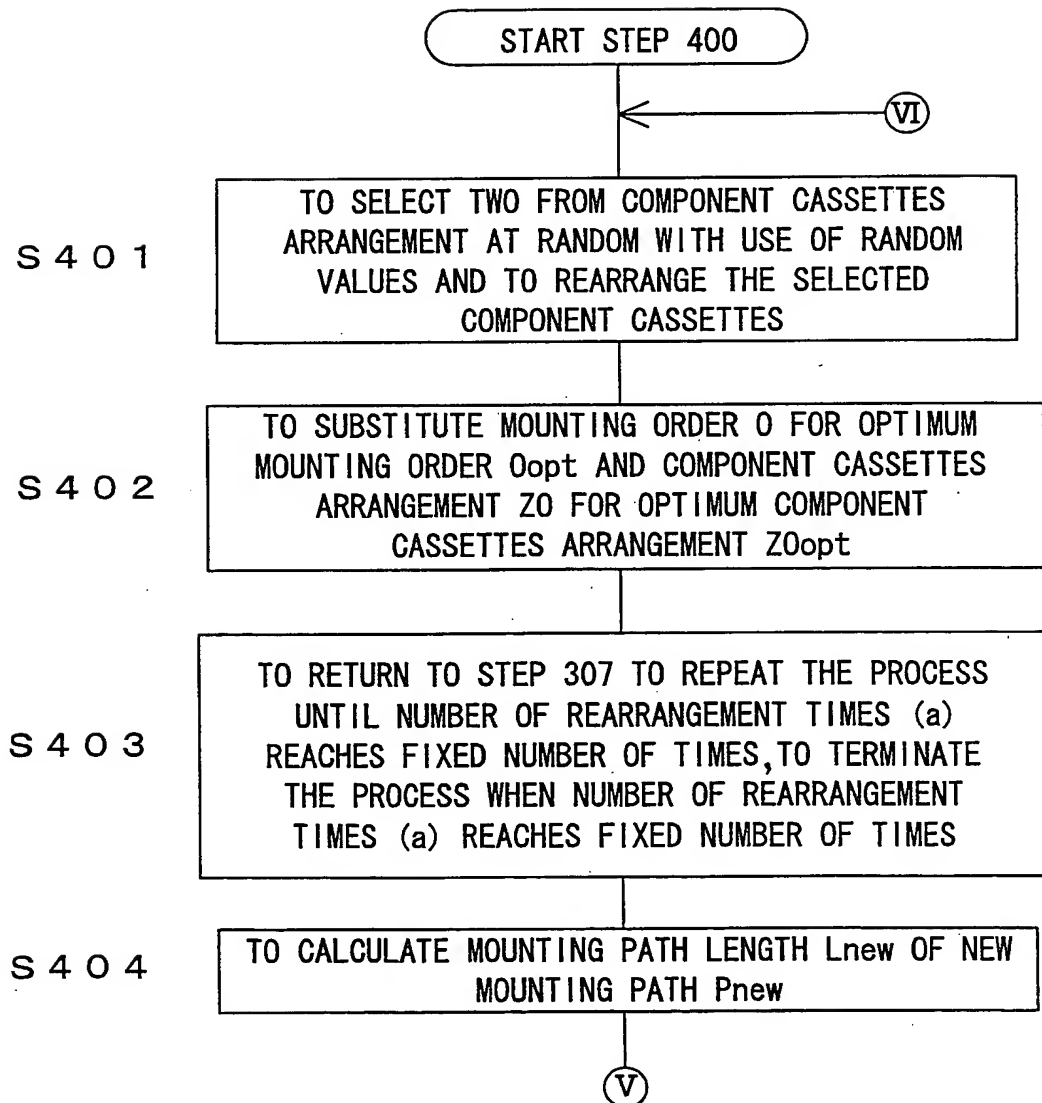 START STEP 400
VI
S401
TO SELECT TWO FROM COMPONENT CASSETTES
ARRANGEMENT AT RANDOM WITH USE OF RANDOM
VALUES AND TO REARRANGE THE SELECTED
COMPONENT CASSETTES
S402
TO SUBSTITUTE MOUNTING ORDER O FOR OPTIMUM
MOUNTING ORDER Oopt AND COMPONENT CASSETTES
ARRANGEMENT ZO FOR OPTIMUM COMPONENT
CASSETTES ARRANGEMENT ZOopt
S403
TO RETURN TO STEP 307 TO REPEAT THE PROCESS
UNTIL NUMBER OF REARRANGEMENT TIMES (a)
REACHES FIXED NUMBER OF TIMES,TO TERMINATE
THE PROCESS WHEN NUMBER OF REARRANGEMENT
TIMES (a) REACHES FIXED NUMBER OF TIMES
S404
TO CALCULATE MOUNTING PATH LENGTH Lnew OF NEW
MOUNTING PATH Pnew
V